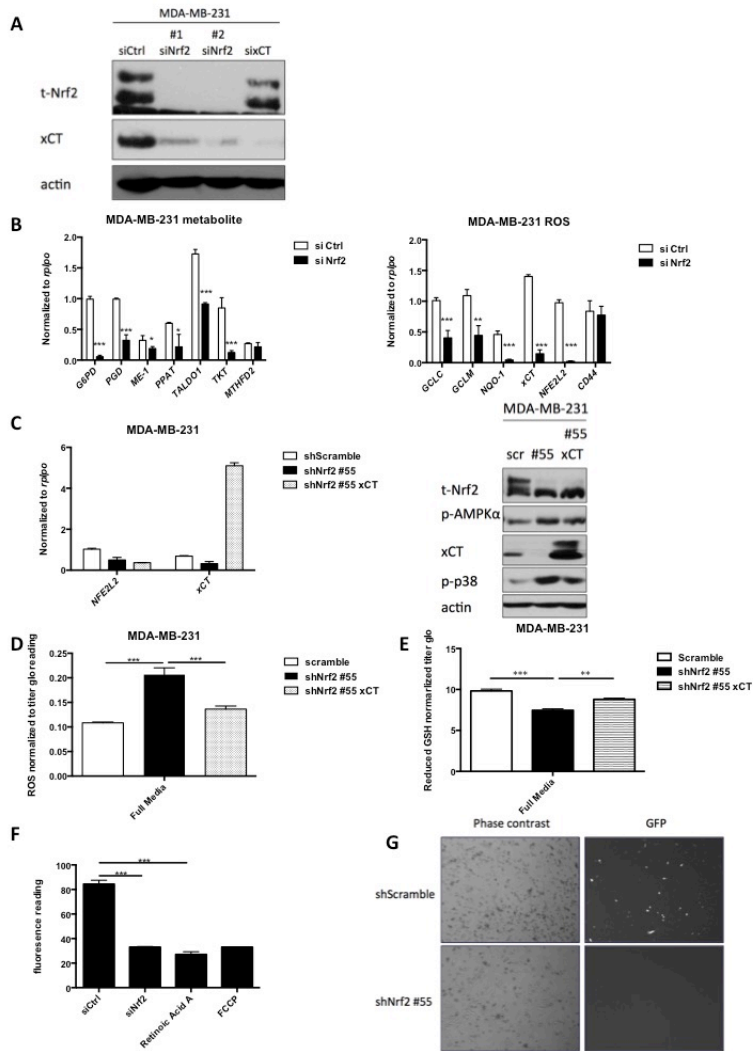 A
MDA-MB-231
#1 #2
siCtrl siNrf2 siNrf2 sixCT
t-Nrf2
xCT
actin
B
MDA-MB-231 metabolite
si Ctrl
si Nrf2
Normalized to rplpo
2.0
1.5
1.0
0.5
0.0
*** *** * * *** ***
G6PD PGD ME-1 PPAT TALDO1 TKT MTHFD2
MDA-MB-231 ROS
si Ctrl
si Nrf2
Normalized to rplpo
2.0
1.5
1.0
0.5
0.0
*** ** *** *** ***
GCLC GCLM NQO-1 xCT NFE2L2 CD44
C
MDA-MB-231
shScramble
shNrf2 #55
shNrf2 #55 xCT
Normalized to rplpo
6
4
2
0
NFE2L2 xCT
MDA-MB-231
#55
scr #55 xCT
t-Nrf2
p-AMPKα
xCT
p-p38
actin
D
MDA-MB-231
scramble
shNrf2 #55
shNrf2 #55 xCT
ROS normalized to titer glo reading
0.25
0.20
0.15
0.10
0.05
0.00
*** ***
Full Media
E
MDA-MB-231
Scramble
shNrf2 #55
shNrf2 #55 xCT
Reduced GSH normarlized titer glo
15
10
5
0
*** **
Full Media
F
fluoresence reading
100
80
60
40
20
0
***
***
siCtrl siNrf2 Retinoic Acid A FCCP
G
Phase contrast GFP
shScramble
shNrf2 #55